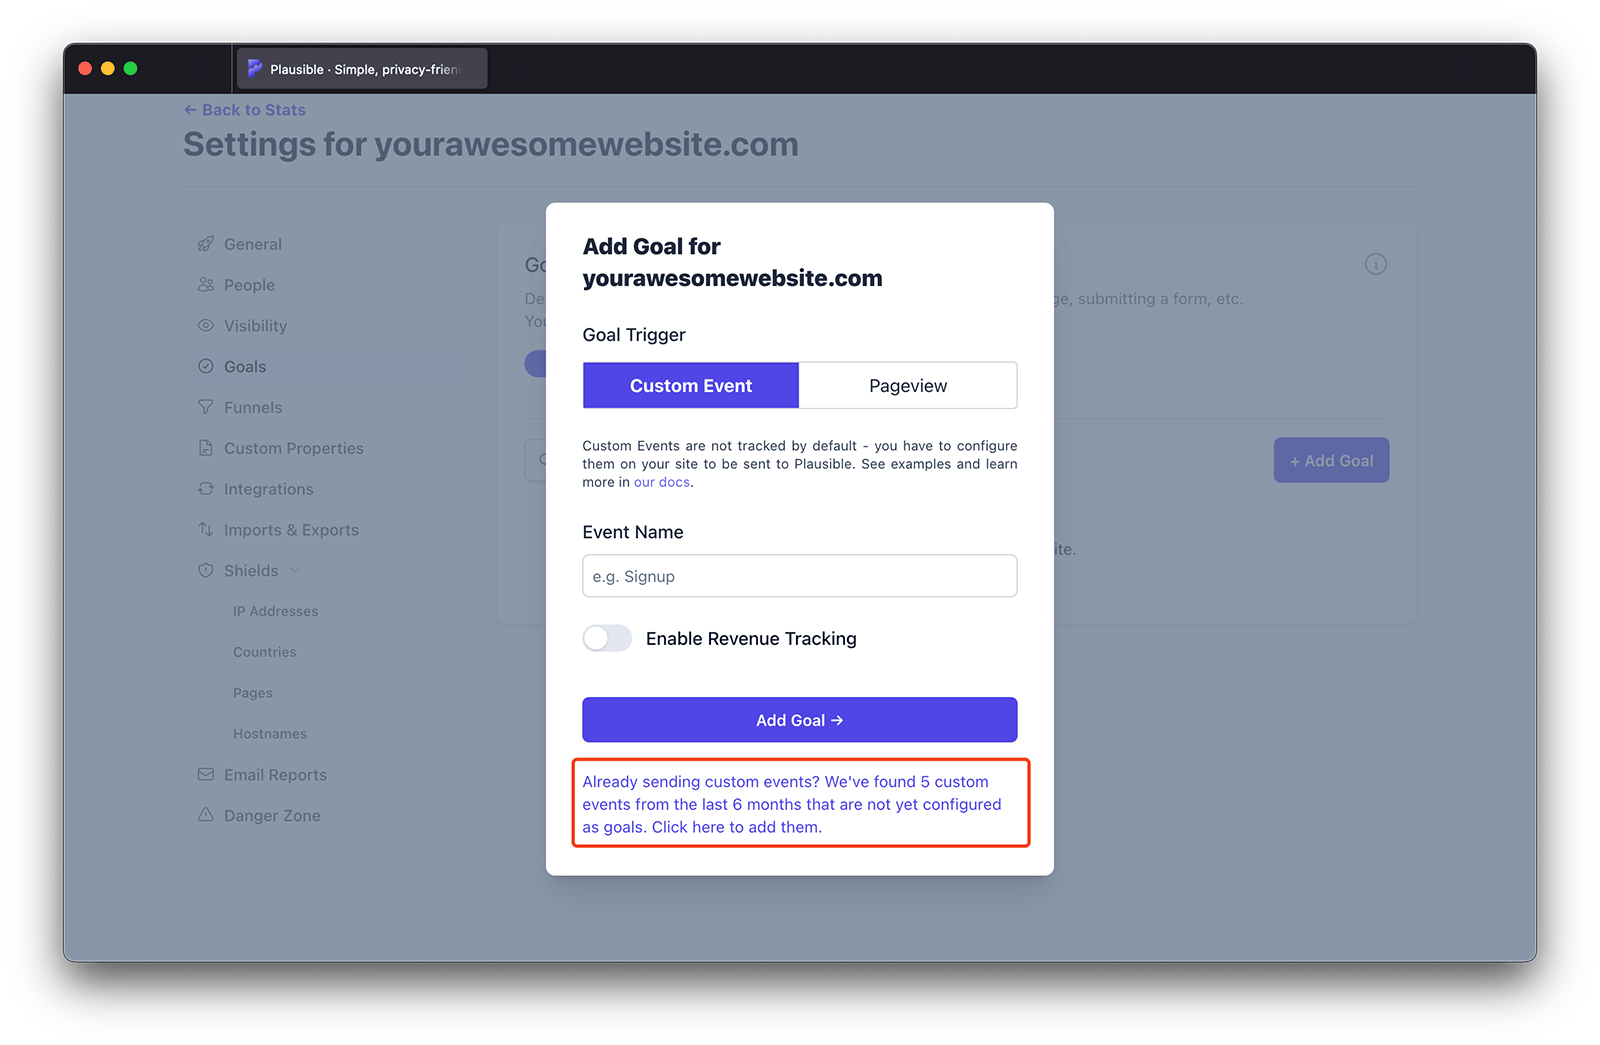 Plausible · Simple, privacy-frien
← Back to Stats
Settings for yourawesomewebsite.com
General
People
Visibility
Goals
Funnels
Custom Properties
Integrations
Imports & Exports
Shields
IP Addresses
Countries
Pages
Hostnames
Email Reports
Danger Zone
submitting a form, etc.
+ Add Goal
Add Goal for
yourawesomewebsite.com
Goal Trigger
Custom Event
Pageview
Custom Events are not tracked by default - you have to configure
them on your site to be sent to Plausible. See examples and learn
more in our docs.
Event Name
e.g. Signup
Enable Revenue Tracking
Add Goal →
Already sending custom events? We've found 5 custom
events from the last 6 months that are not yet configured
as goals. Click here to add them.